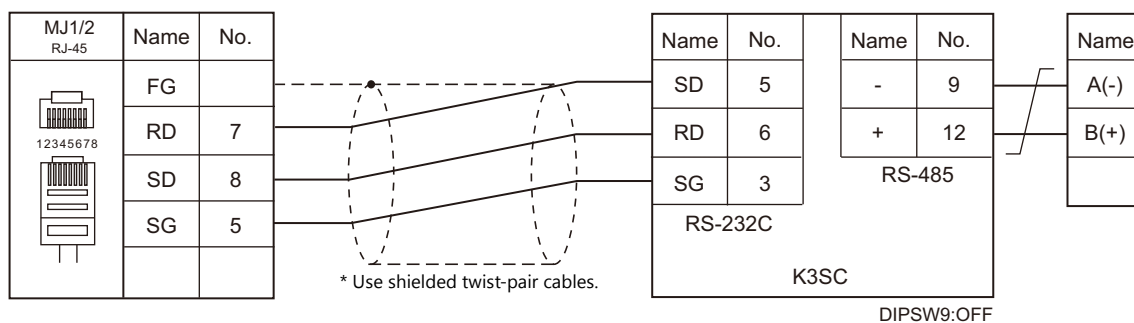 MJ1/2
RJ-45
Name No.
12345678
FG
RD 7
SD 8
SG 5
* Use shielded twist-pair cables.
Name No.
SD 5
RD 6
SG 3
RS-232C
Name No.
- 9
+ 12
RS-485
K3SC
DIPSW9:OFF
Name
A(-)
B(+)